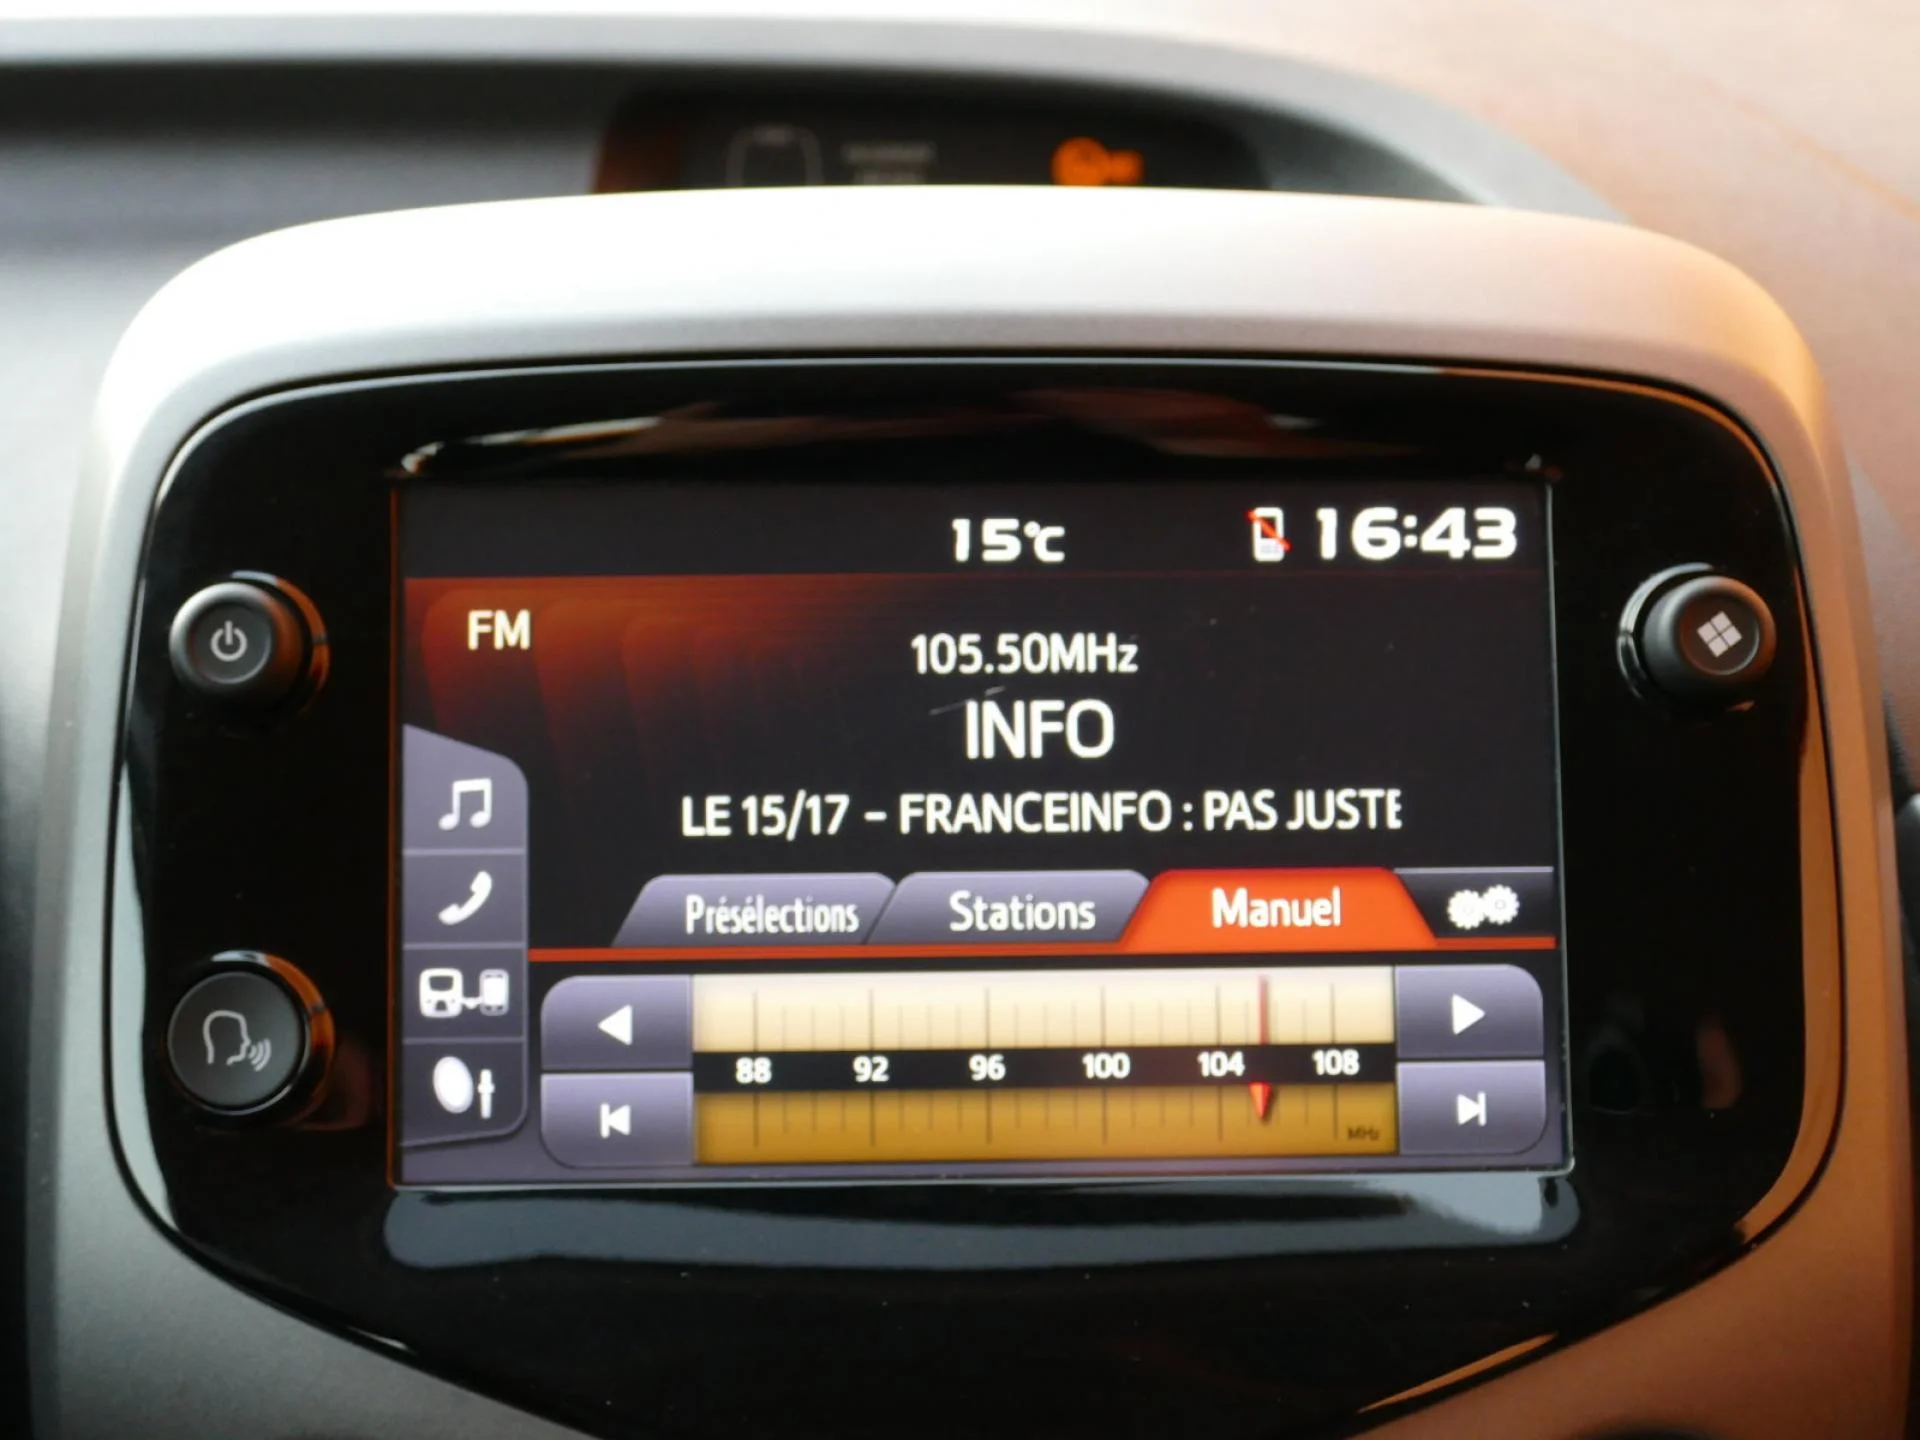 15°C
16:43
FM
105.50MHz
INFO
LE 15/17 - FRANCEINFO : PAS JUSTE
Présélections
Stations
Manuel
88 92 96 100 104 108
MHz